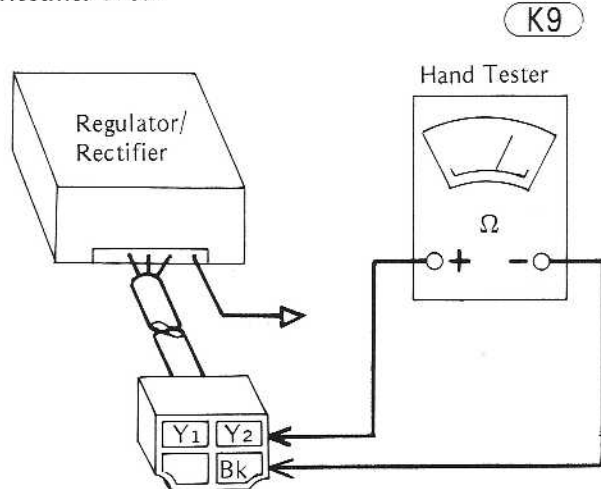 K9
Hand Tester
Regulator/
Rectifier
Ω
+ −
Y1 Y2
Bk